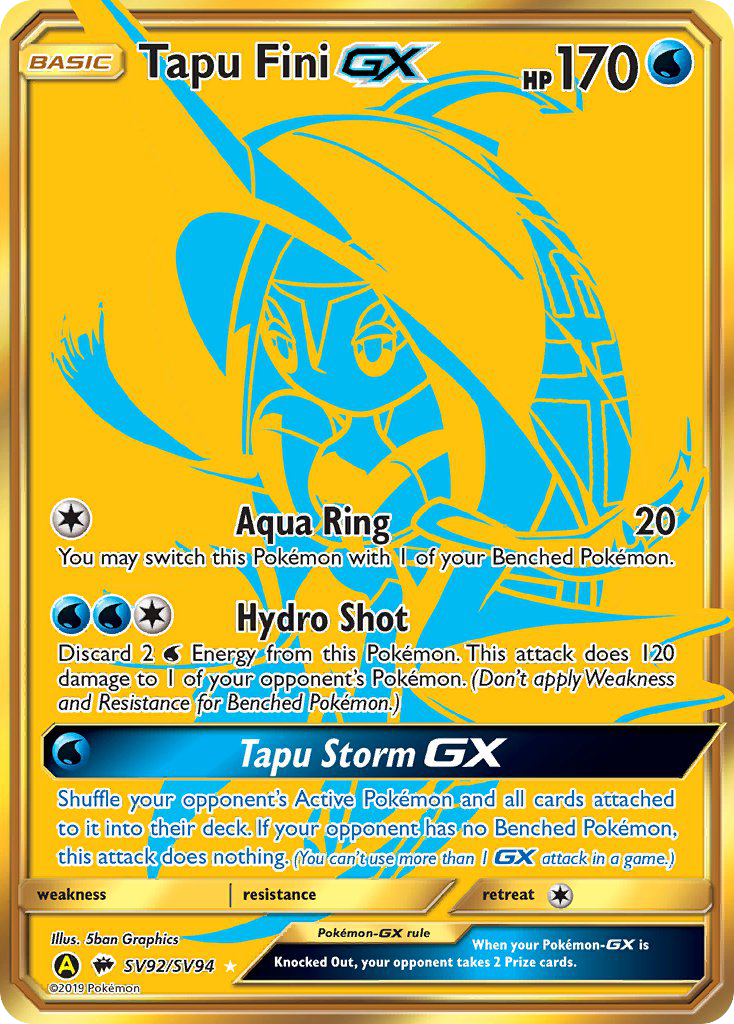 BASIC Tapu Fini GX HP 170
Aqua Ring 20
You may switch this Pokémon with 1 of your Benched Pokémon.
Hydro Shot
Discard 2 Energy from this Pokémon. This attack does 120
damage to 1 of your opponent's Pokémon. (Don't apply Weakness
and Resistance for Benched Pokémon.)
Tapu Storm GX
Shuffle your opponent's Active Pokémon and all cards attached
to it into their deck. If your opponent has no Benched Pokémon,
this attack does nothing. (You can't use more than 1 GX attack in a game.)
weakness resistance retreat
Illus. 5ban Graphics
A SV92/SV94
©2019 Pokémon
Pokémon-GX rule
When your Pokémon-GX is
Knocked Out, your opponent takes 2 Prize cards.